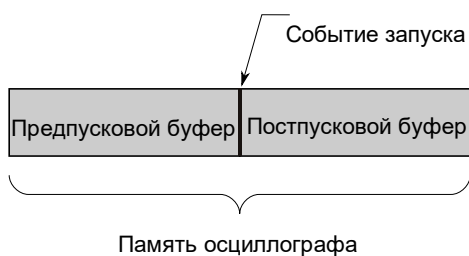 Событие запуска
Предпусковой буфер
Постпусковой буфер
Память осциллографа